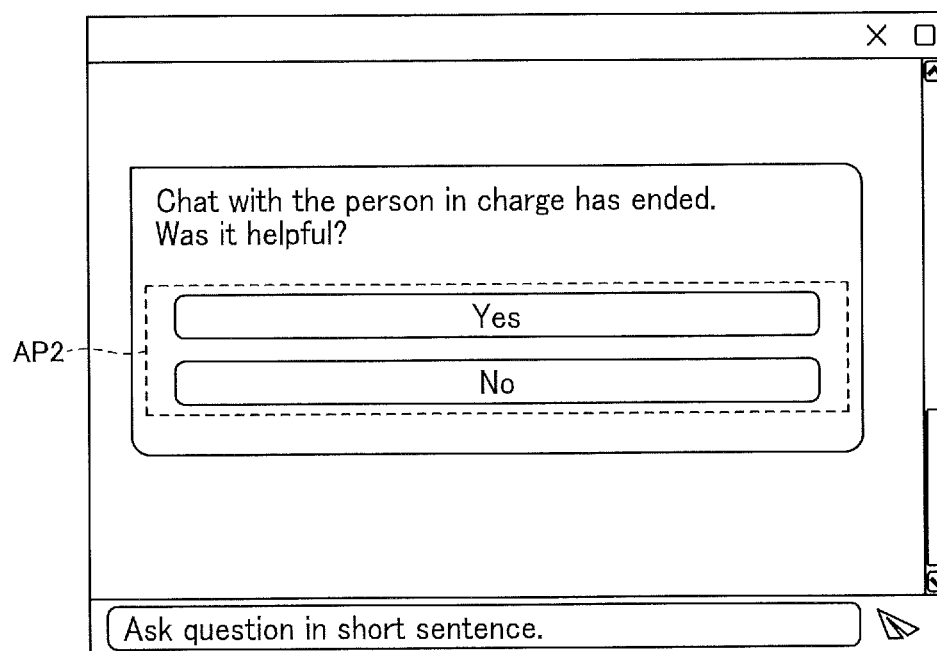 Chat with the person in charge has ended.
Was it helpful?
Yes
AP2
No
Ask question in short sentence.